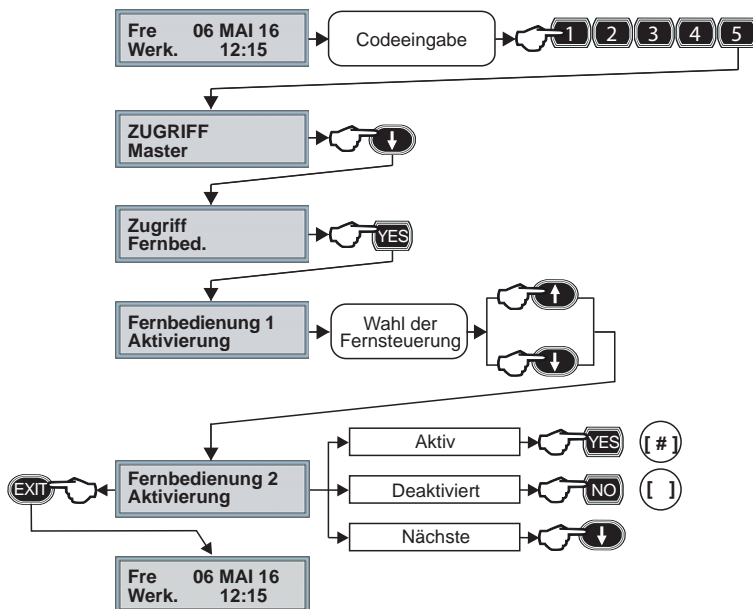 Fre 06 MAI 16
Werk. 12:15
Codeeingabe
1 2 3 4 5
ZUGRIFF
Master
Zugriff
Fernbed.
YES
Fernbedienung 1
Aktivierung
Wahl der
Fernsteuerung
Aktiv
YES
[ # ]
EXIT
Fernbedienung 2
Aktivierung
Deaktiviert
NO
[ ]
Nächste
Fre 06 MAI 16
Werk. 12:15